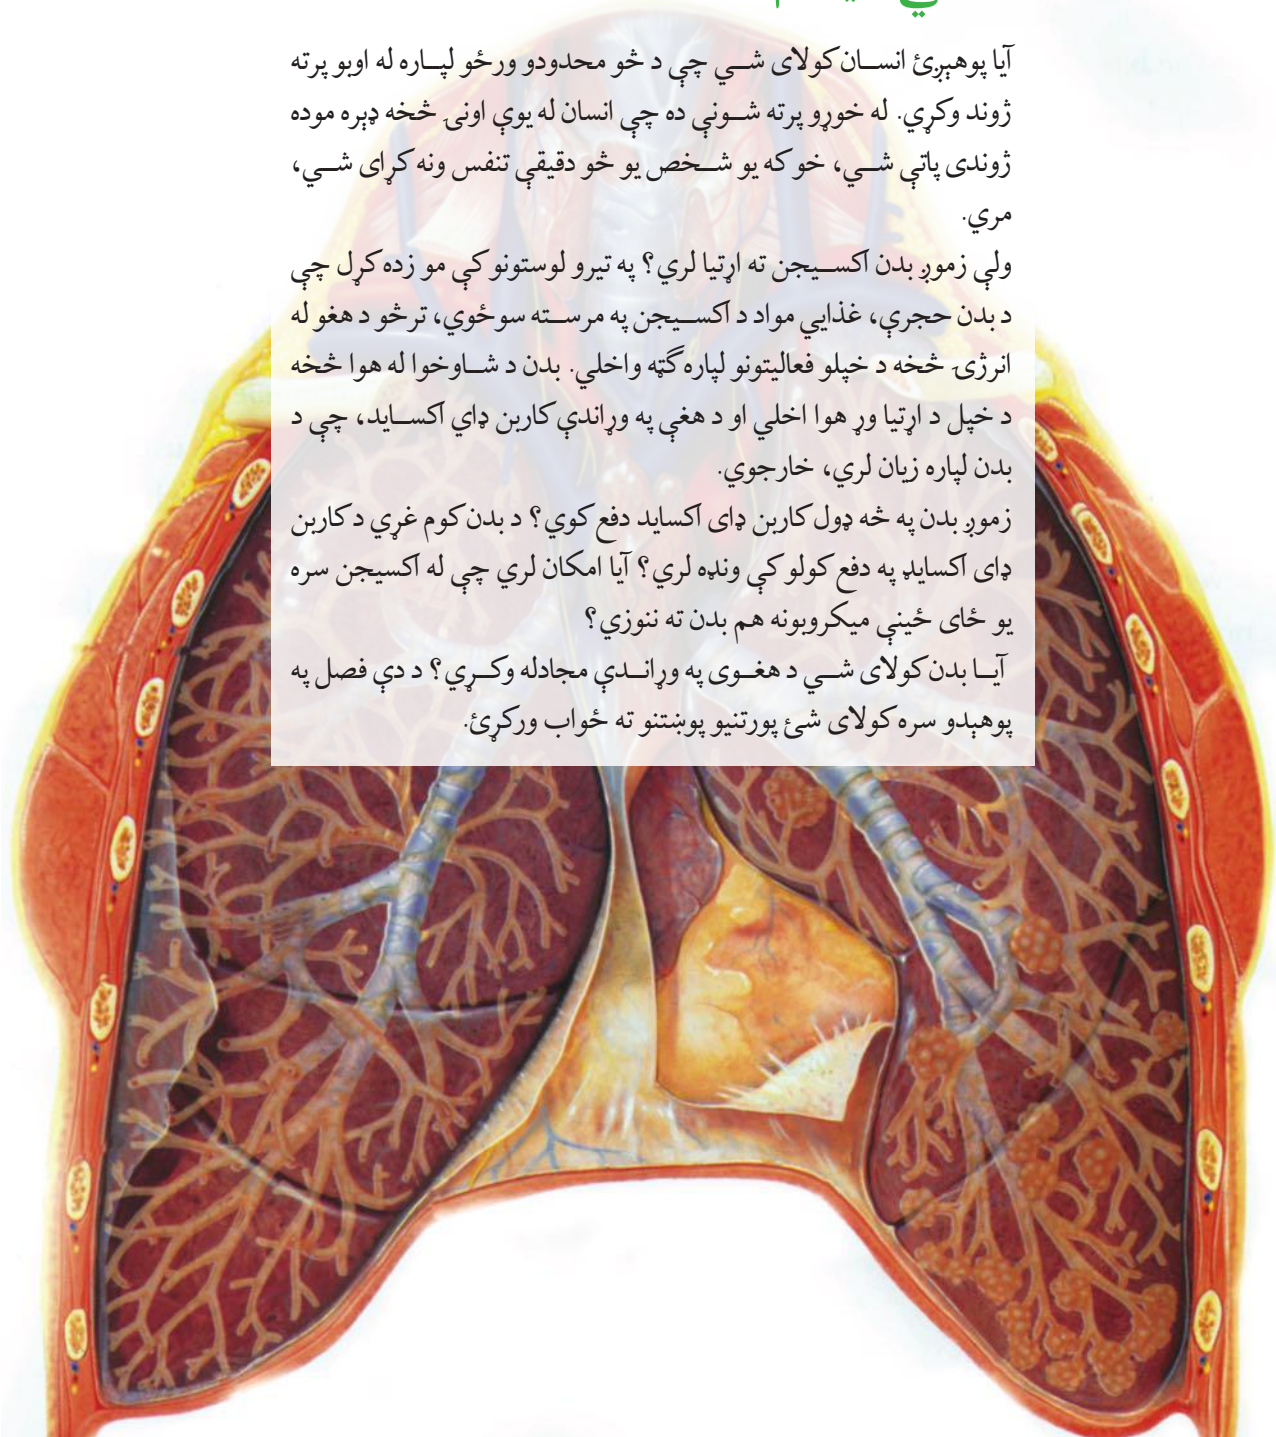 آیا پوهېږئ انسان کولای شي چې د څو محدودو ورځو لپاره له اوبو پرته
ژوند وکړي. له خوړو پرته شونې ده چې انسان له یوې اونۍ څخه ډېره موده
ژوندی پاتې شي، خو که یو شخص یو څو دقیقې تنفس ونه کړای شي،
مري.
ولې زموږ بدن اکسیجن ته اړتیا لري؟ په تیرو لوستونو کې مو زده کړل چې
د بدن حجرې، غذایي مواد د اکسیجن په مرسته سوځوي، ترڅو د هغو له
انرژۍ څخه د خپلو فعالیتونو لپاره ګټه واخلي. بدن د شاوخوا له هوا څخه
د خپل د اړتیا وړ هوا اخلي او د هغې په وړاندې کاربن ډای اکساید، چې د
بدن لپاره زیان لري، خارجوي.
زموږ بدن په څه ډول کاربن ډای اکساید دفع کوي؟ د بدن کوم غړي د کاربن
ډای اکسایډ په دفع کولو کې ونډه لري؟ آیا امکان لري چې له اکسیجن سره
یو ځای ځینې میکروبونه هم بدن ته ننوزي؟
آیا بدن کولای شي د هغوی په وړاندې مجادله وکړي؟ د دې فصل په
پوهېدو سره کولای شئ پورتنیو پوښتنو ته ځواب ورکړئ.